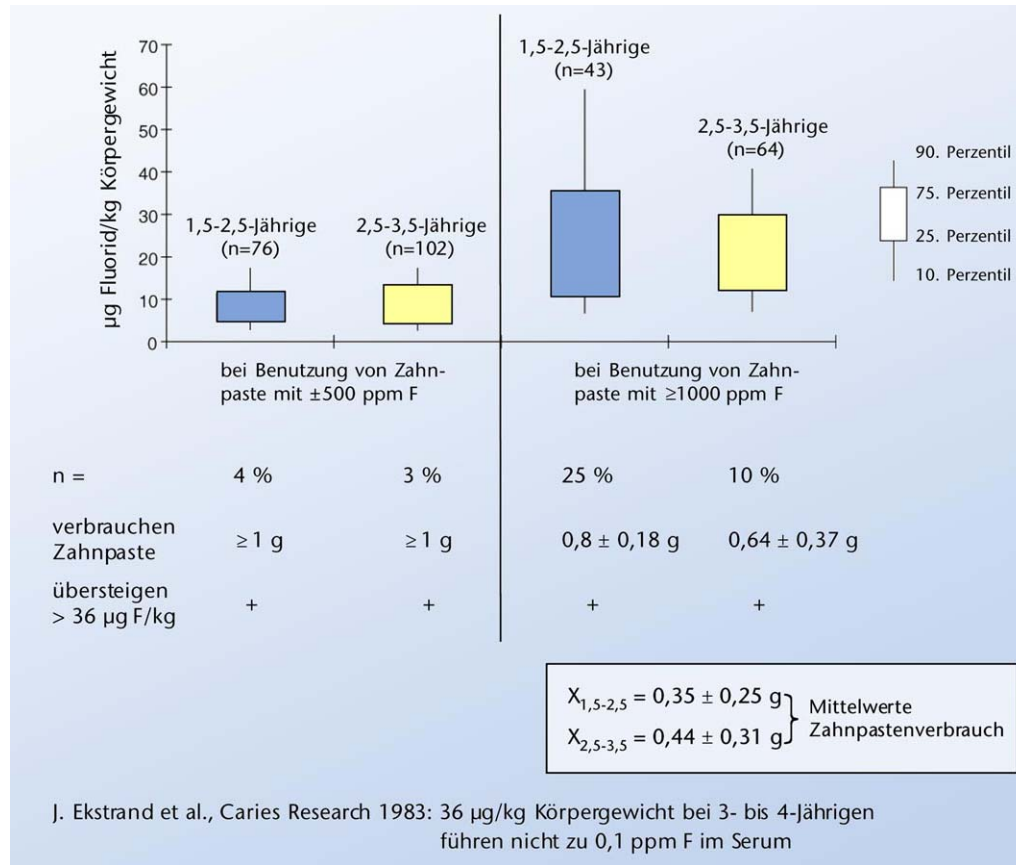 µg Fluorid/kg Körpergewicht
70
60
50
40
30
20
10
0
1,5-2,5-Jährige
(n=76)
2,5-3,5-Jährige
(n=102)
1,5-2,5-Jährige
(n=43)
2,5-3,5-Jährige
(n=64)
90. Perzentil
75. Perzentil
25. Perzentil
10. Perzentil
bei Benutzung von Zahn-
paste mit ±500 ppm F
bei Benutzung von Zahn-
paste mit ≥1000 ppm F
n = 4 % 3 % 25 % 10 %
verbrauchen
Zahnpaste ≥ 1 g ≥ 1 g 0,8 ± 0,18 g 0,64 ± 0,37 g
übersteigen
> 36 µg F/kg + + + +
X1,5-2,5 = 0,35 ± 0,25 g
X2,5-3,5 = 0,44 ± 0,31 g
Mittelwerte
Zahnpastenverbrauch
J. Ekstrand et al., Caries Research 1983: 36 µg/kg Körpergewicht bei 3- bis 4-Jährigen
führen nicht zu 0,1 ppm F im Serum